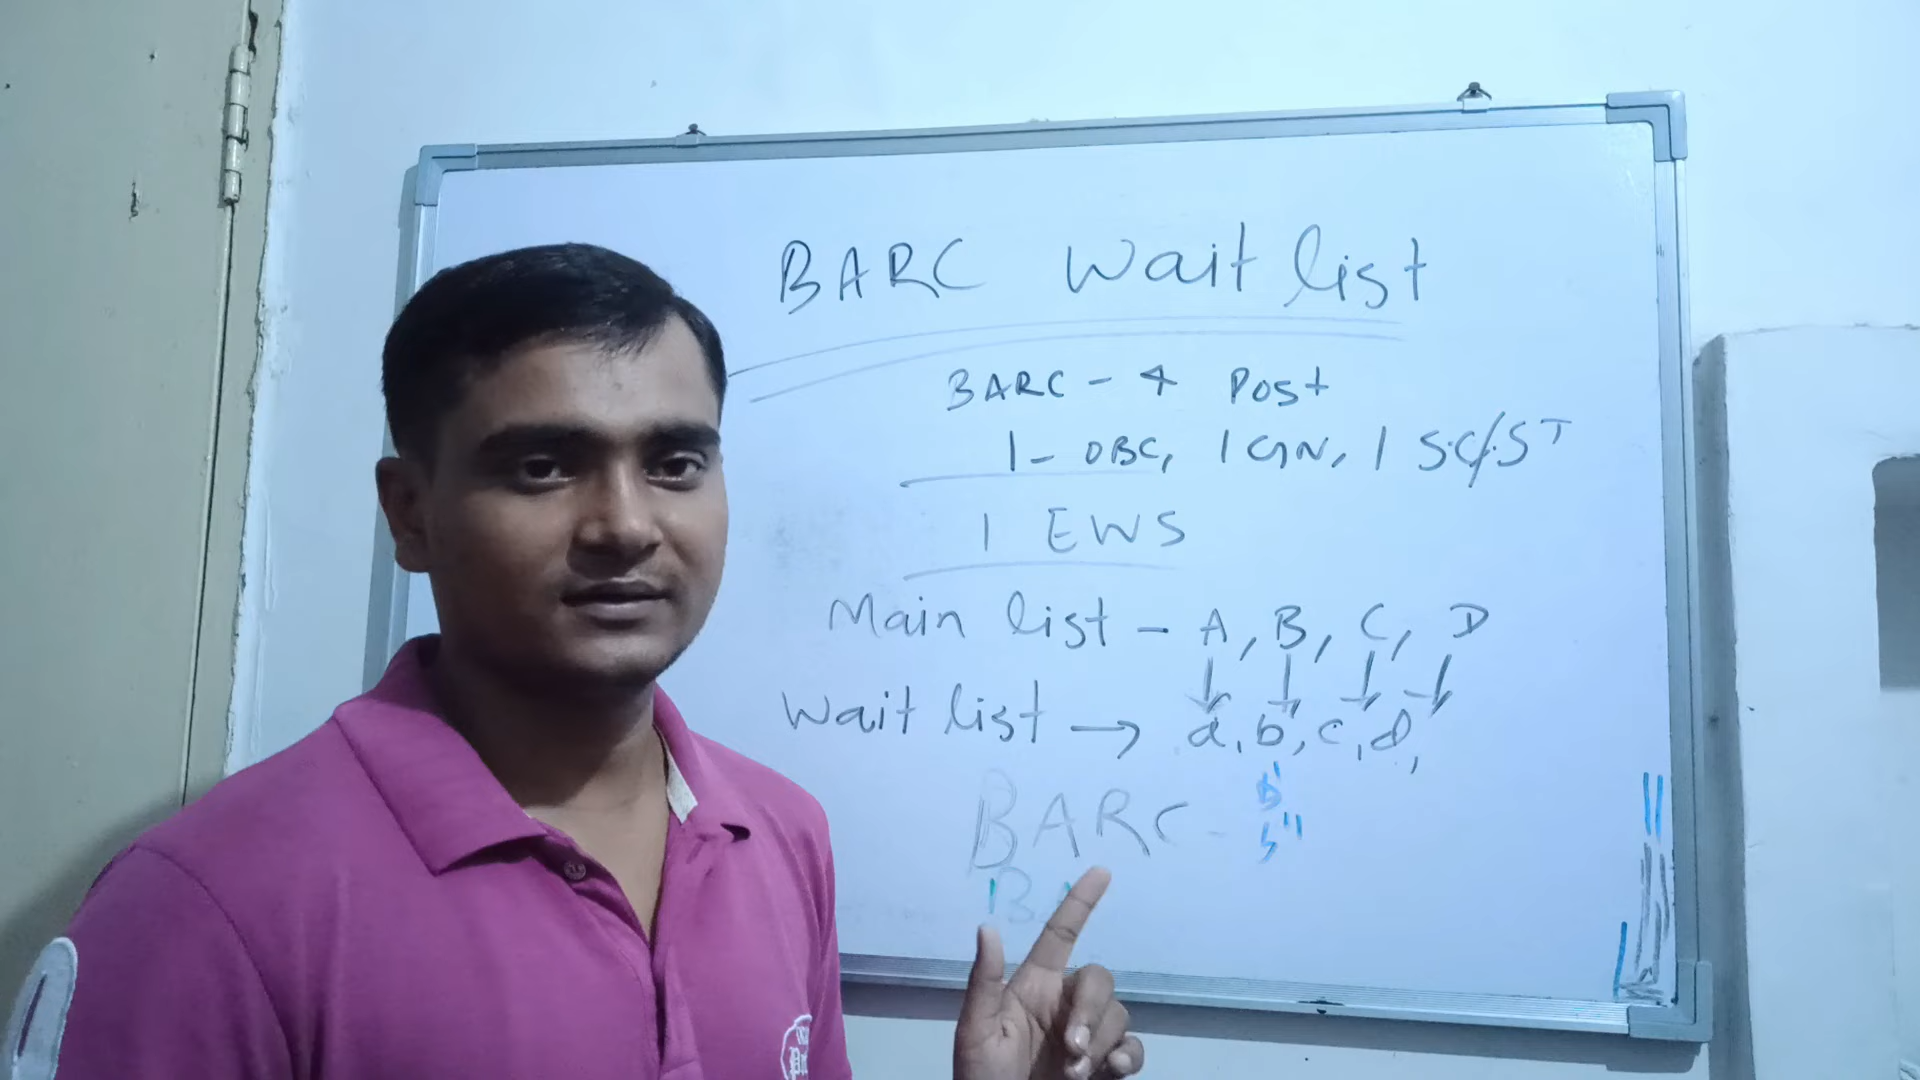 BARC Wait list
BARC - 4 Post
1 - OBC, 1 GN, 1 S.C/ST
1 EWS
Main list - A, B, C, D
Wait list → a, b, c, d,
b'
BARC - b"